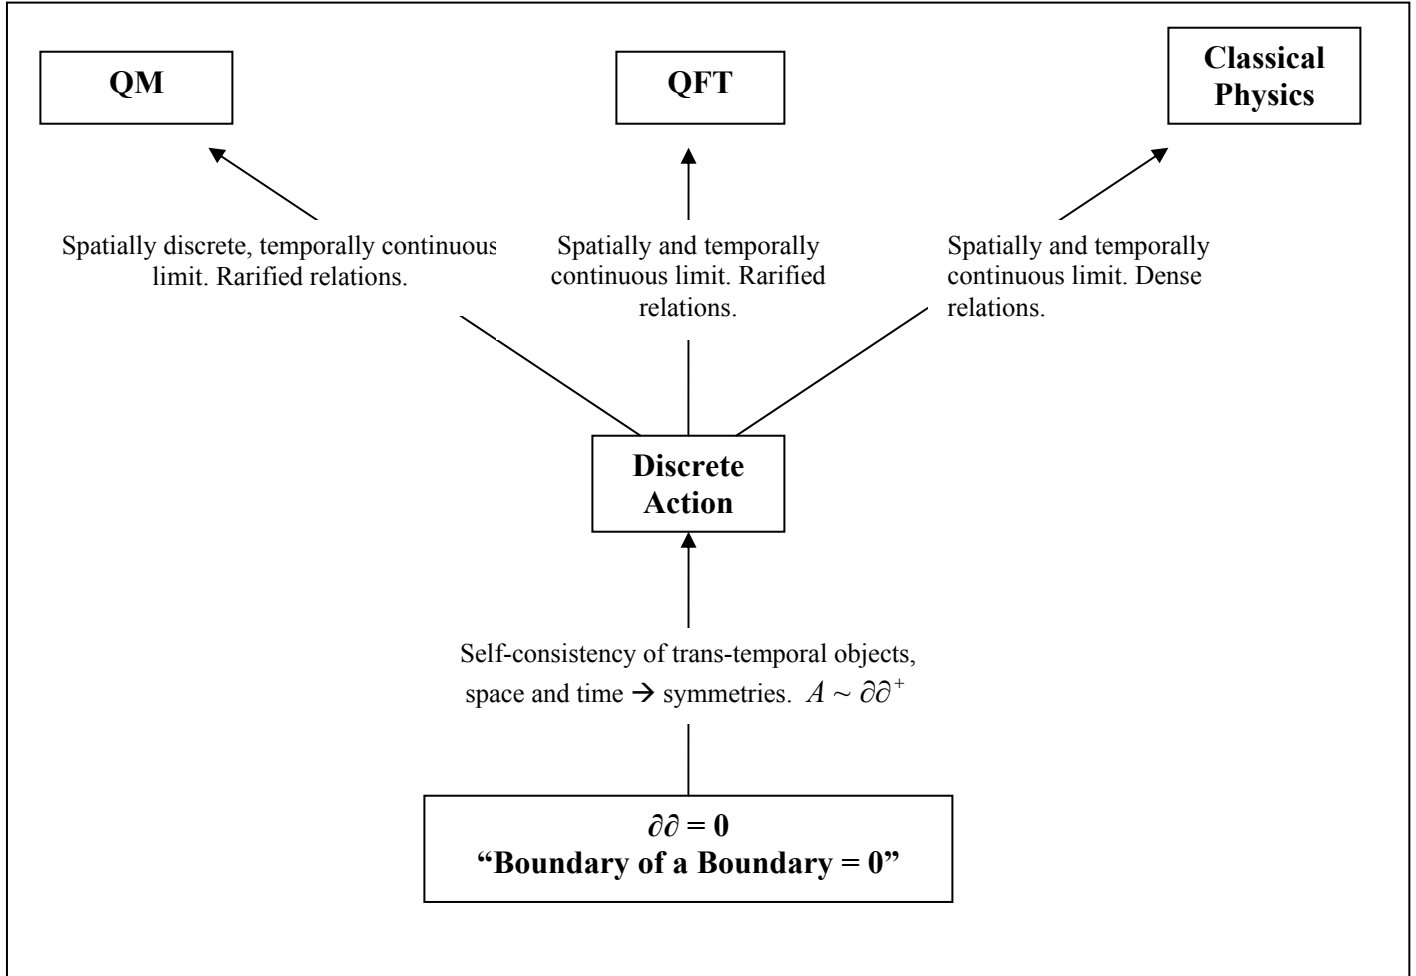 QM
QFT
Classical
Physics
Spatially discrete, temporally continuous
limit. Rarified relations.
Spatially and temporally
continuous limit. Rarified
relations.
Spatially and temporally
continuous limit. Dense
relations.
Discrete
Action
Self-consistency of trans-temporal objects,
space and time → symmetries. A ~ ∂∂⁺
∂∂ = 0
“Boundary of a Boundary = 0”